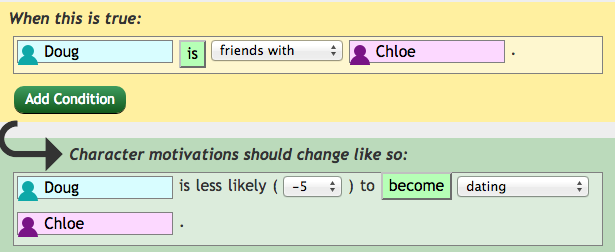 When this is true:
Doug is friends with Chloe .
Add Condition
Character motivations should change like so:
Doug is less likely ( -5 ) to become dating
Chloe .